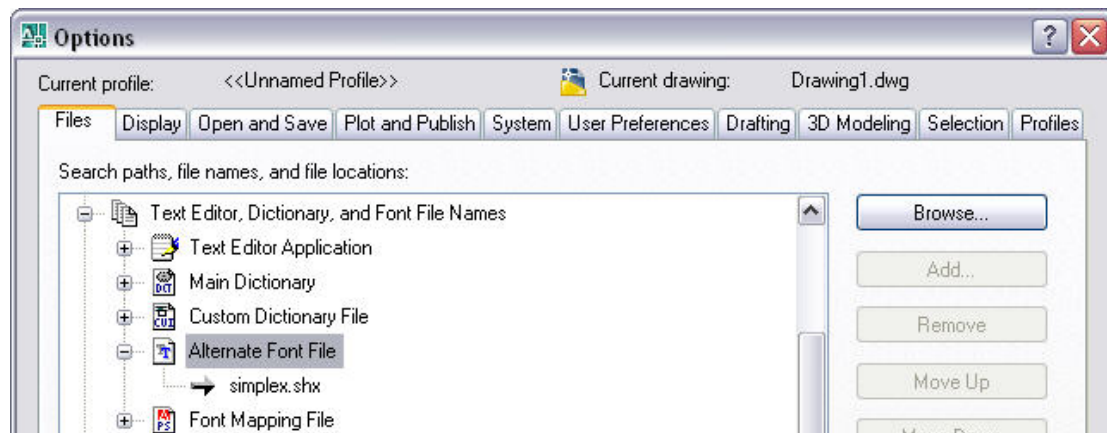 Options
Current profile: <<Unnamed Profile>> Current drawing: Drawing1.dwg
Files Display Open and Save Plot and Publish System User Preferences Drafting 3D Modeling Selection Profiles
Search paths, file names, and file locations:
Text Editor, Dictionary, and Font File Names
Browse...
Text Editor Application
Add...
Main Dictionary
Custom Dictionary File
Remove
Alternate Font File
simplex.shx
Move Up
Font Mapping File